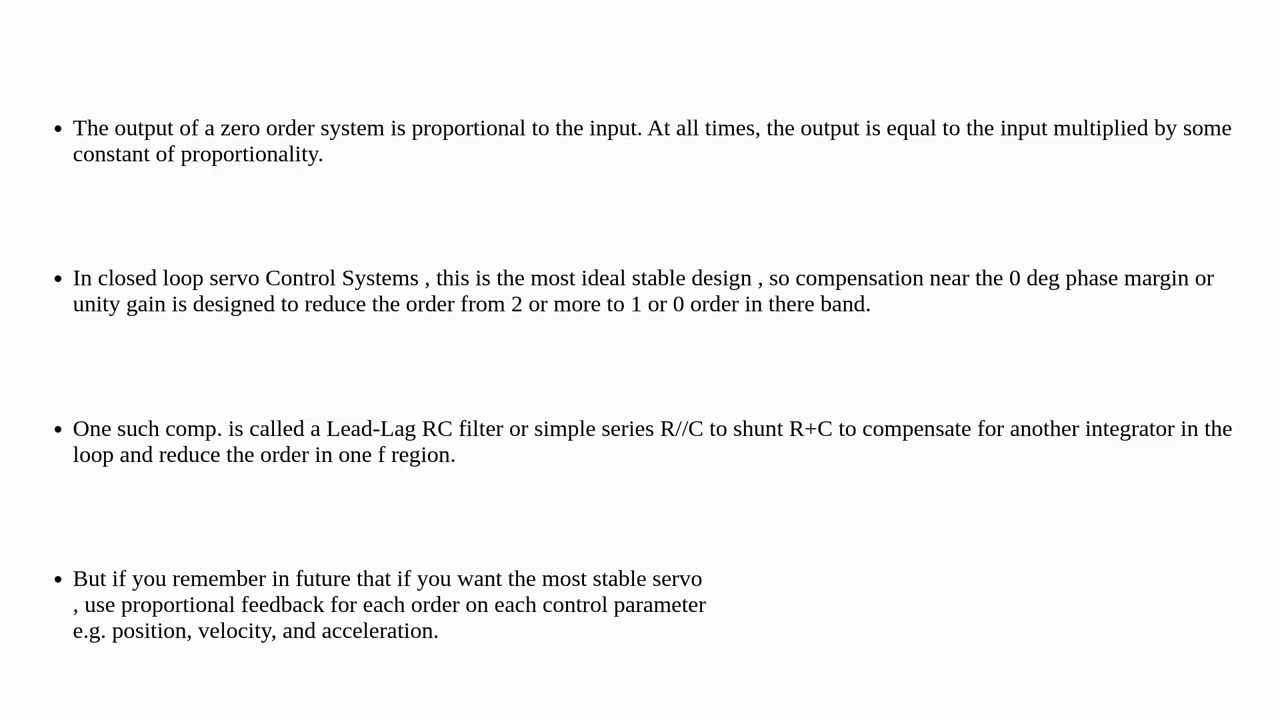 • The output of a zero order system is proportional to the input. At all times, the output is equal to the input multiplied by some
constant of proportionality.
• In closed loop servo Control Systems , this is the most ideal stable design , so compensation near the 0 deg phase margin or
unity gain is designed to reduce the order from 2 or more to 1 or 0 order in there band.
• One such comp. is called a Lead-Lag RC filter or simple series R//C to shunt R+C to compensate for another integrator in the
loop and reduce the order in one f region.
• But if you remember in future that if you want the most stable servo
, use proportional feedback for each order on each control parameter
e.g. position, velocity, and acceleration.